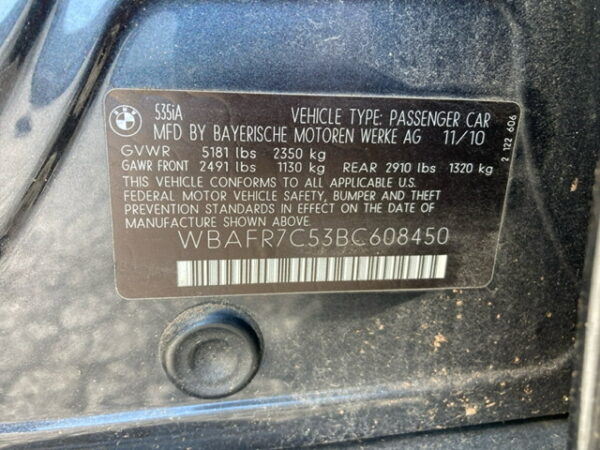 BMW
535iA VEHICLE TYPE: PASSENGER CAR
MFD BY BAYERISCHE MOTOREN WERKE AG 11/10
GVWR 5181 lbs 2350 kg
GAWR FRONT 2491 lbs 1130 kg REAR 2910 lbs 1320 kg
THIS VEHICLE CONFORMS TO ALL APPLICABLE U.S.
FEDERAL MOTOR VEHICLE SAFETY, BUMPER AND THEFT
PREVENTION STANDARDS IN EFFECT ON THE DATE OF
MANUFACTURE SHOWN ABOVE.
WBAFR7C53BC608450
2 122 606